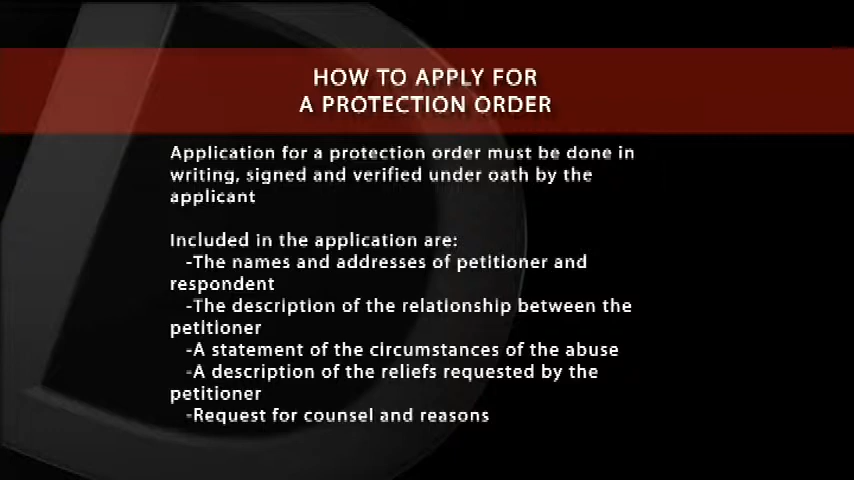 HOW TO APPLY FOR
A PROTECTION ORDER
Application for a protection order must be done in
writing, signed and verified under oath by the
applicant
Included in the application are:
-The names and addresses of petitioner and
respondent
-The description of the relationship between the
petitioner
-A statement of the circumstances of the abuse
-A description of the reliefs requested by the
petitioner
-Request for counsel and reasons